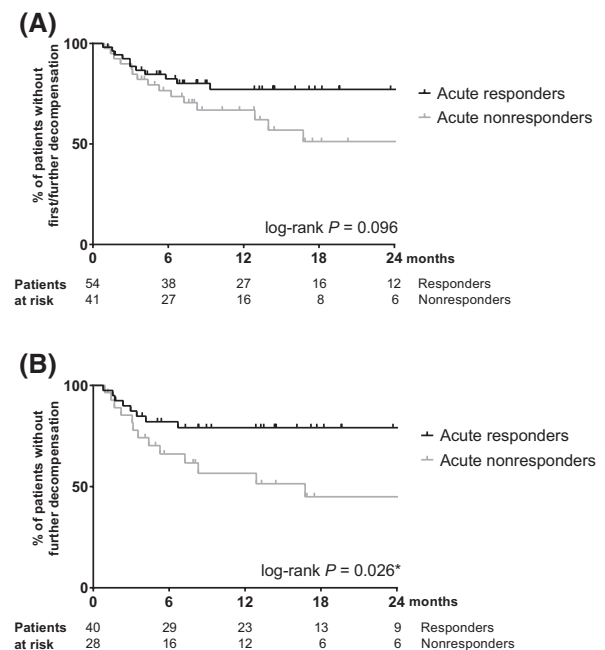 (A)
% of patients without
first/further decompensation
100
50
0
Acute responders
Acute nonresponders
log-rank P = 0.096
0 6 12 18 24 months
Patients 54 38 27 16 12 Responders
at risk 41 27 16 8 6 Nonresponders
(B)
% of patients without
further decompensation
100
50
0
Acute responders
Acute nonresponders
log-rank P = 0.026*
0 6 12 18 24 months
Patients 40 29 23 13 9 Responders
at risk 28 16 12 6 6 Nonresponders